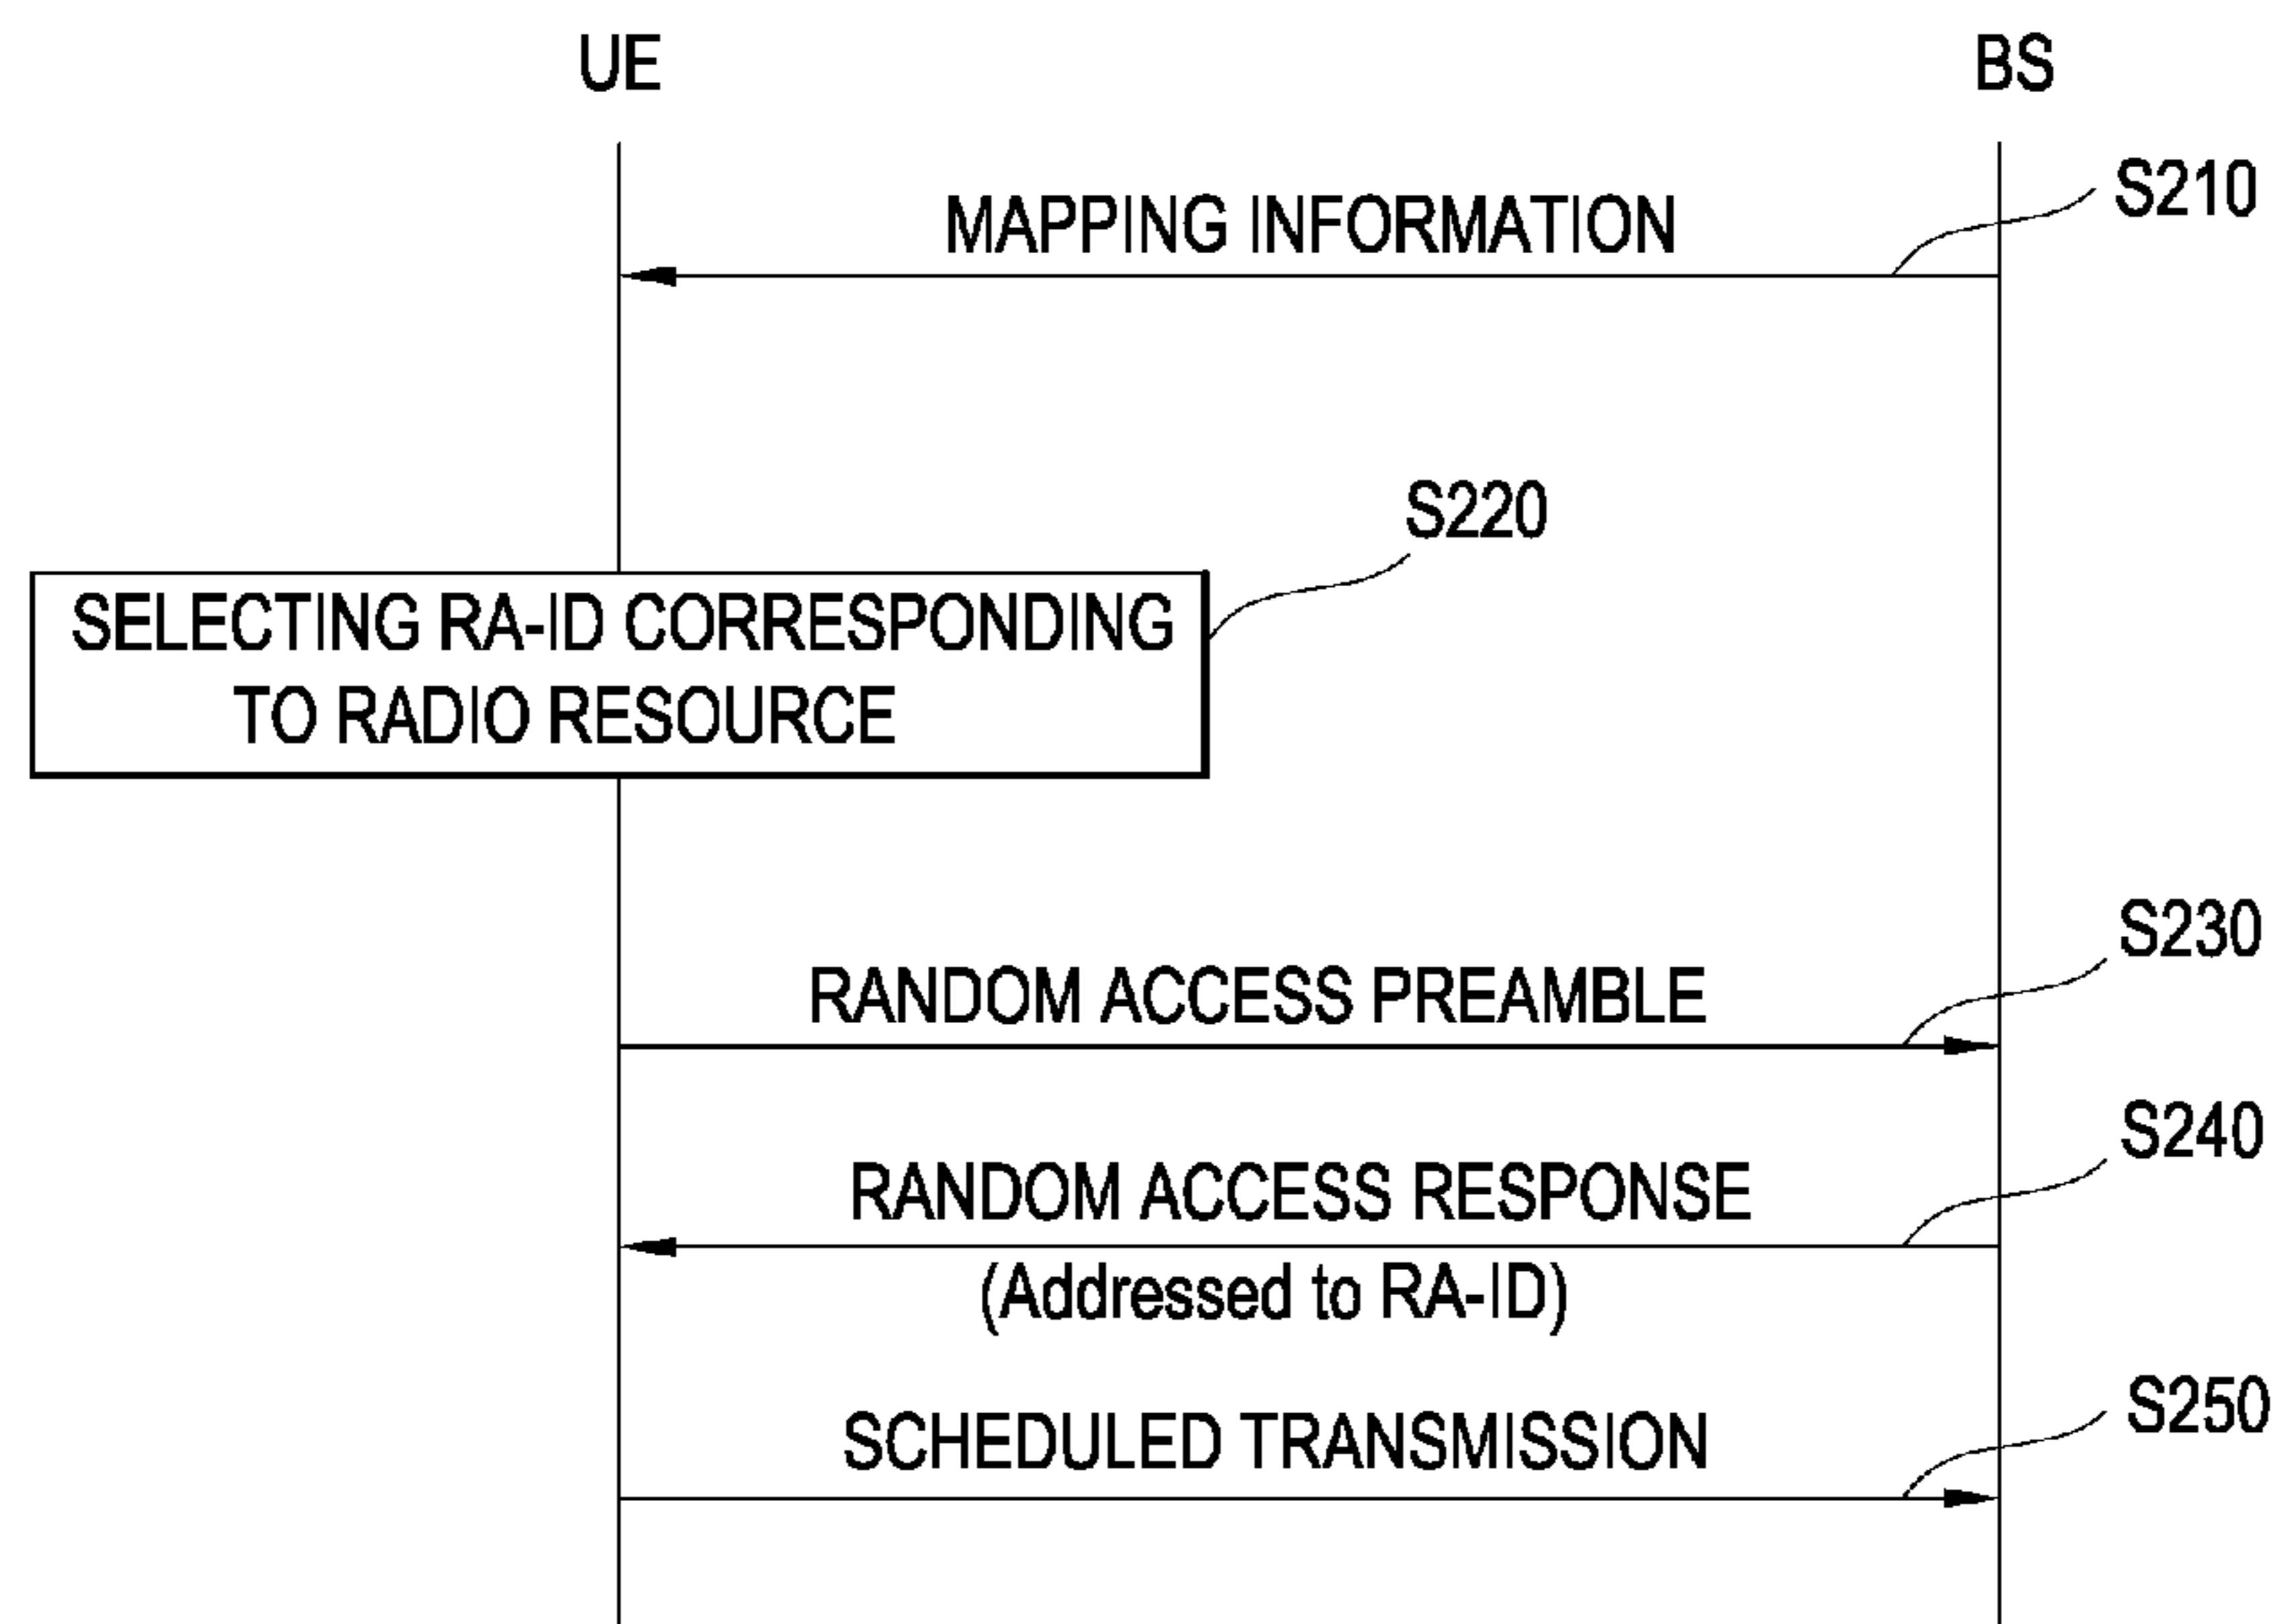 UE
BS
S210
MAPPING INFORMATION
S220
SELECTING RA-ID CORRESPONDING
TO RADIO RESOURCE
S230
RANDOM ACCESS PREAMBLE
S240
RANDOM ACCESS RESPONSE
(Addressed to RA-ID)
S250
SCHEDULED TRANSMISSION